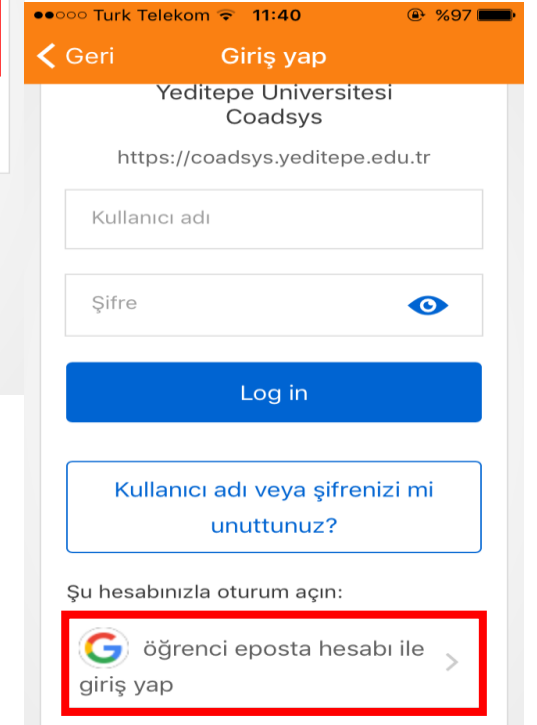 Turk Telekom 11:40 %97
Geri Giriş yap
Yeditepe Üniversitesi
Coadsys
https://coadsys.yeditepe.edu.tr
Kullanıcı adı
Şifre
Log in
Kullanıcı adı veya şifrenizi mi
unuttunuz?
Şu hesabınızla oturum açın:
öğrenci eposta hesabı ile
giriş yap